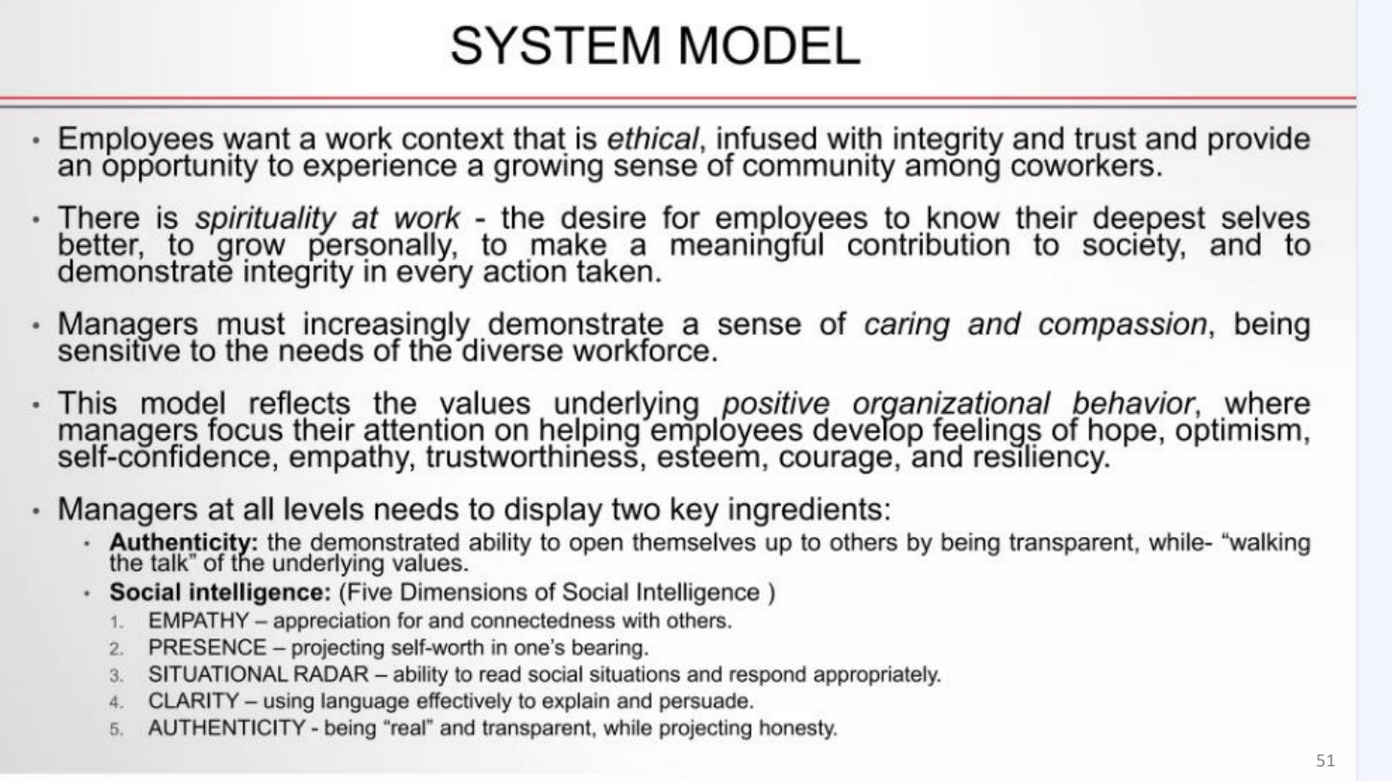 SYSTEM MODEL
• Employees want a work context that is ethical, infused with integrity and trust and provide
an opportunity to experience a growing sense of community among coworkers.
• There is spirituality at work - the desire for employees to know their deepest selves
better, to grow personally, to make a meaningful contribution to society, and to
demonstrate integrity in every action taken.
• Managers must increasingly demonstrate a sense of caring and compassion, being
sensitive to the needs of the diverse workforce.
• This model reflects the values underlying positive organizational behavior, where
managers focus their attention on helping employees develop feelings of hope, optimism,
self-confidence, empathy, trustworthiness, esteem, courage, and resiliency.
• Managers at all levels needs to display two key ingredients:
• Authenticity: the demonstrated ability to open themselves up to others by being transparent, while- “walking
the talk” of the underlying values.
• Social intelligence: (Five Dimensions of Social Intelligence )
1. EMPATHY – appreciation for and connectedness with others.
2. PRESENCE – projecting self-worth in one’s bearing.
3. SITUATIONAL RADAR – ability to read social situations and respond appropriately.
4. CLARITY – using language effectively to explain and persuade.
5. AUTHENTICITY - being “real” and transparent, while projecting honesty.
51